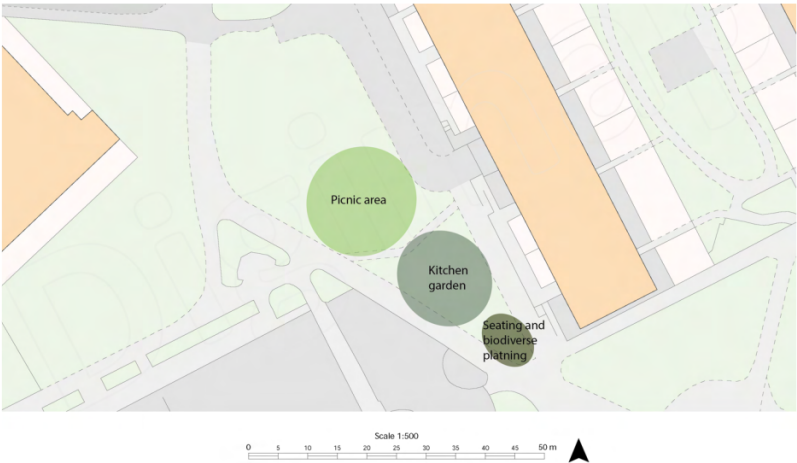 Picnic area
Kitchen
garden
Seating and
biodiverse
platning
Scale 1:500
0 5 10 15 20 25 30 35 40 45 50 m